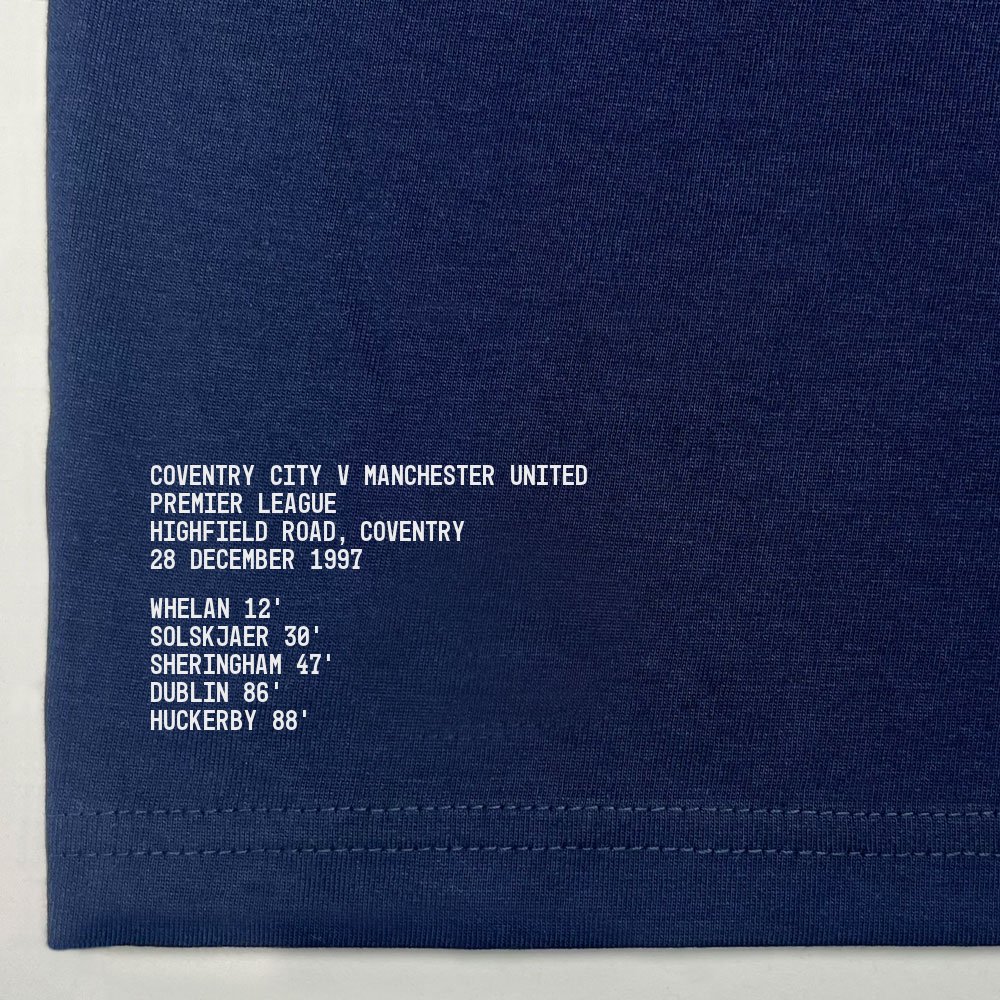 COVENTRY CITY V MANCHESTER UNITED
PREMIER LEAGUE
HIGHFIELD ROAD, COVENTRY
28 DECEMBER 1997
WHELAN 12'
SOLSKJAER 30'
SHERINGHAM 47'
DUBLIN 86'
HUCKERBY 88'